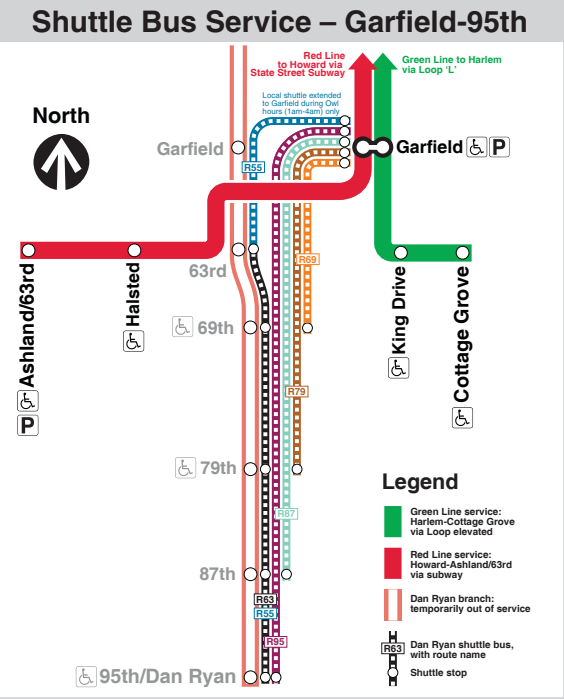 Shuttle Bus Service – Garfield-95th
Red Line
to Howard via
State Street Subway
Green Line to Harlem
via Loop ‘L’
Local shuttle extended
to Garfield during Owl
hours (1am-4am) only
North
Garfield
Garfield P
R55
63rd
R69
Ashland/63rd
P
Halsted
King Drive
Cottage Grove
69th
R79
79th
R87
87th
R63
R55
R95
95th/Dan Ryan
Legend
Green Line service:
Harlem-Cottage Grove
via Loop elevated
Red Line service:
Howard-Ashland/63rd
via subway
Dan Ryan branch:
temporarily out of service
R63
Dan Ryan shuttle bus,
with route name
Shuttle stop